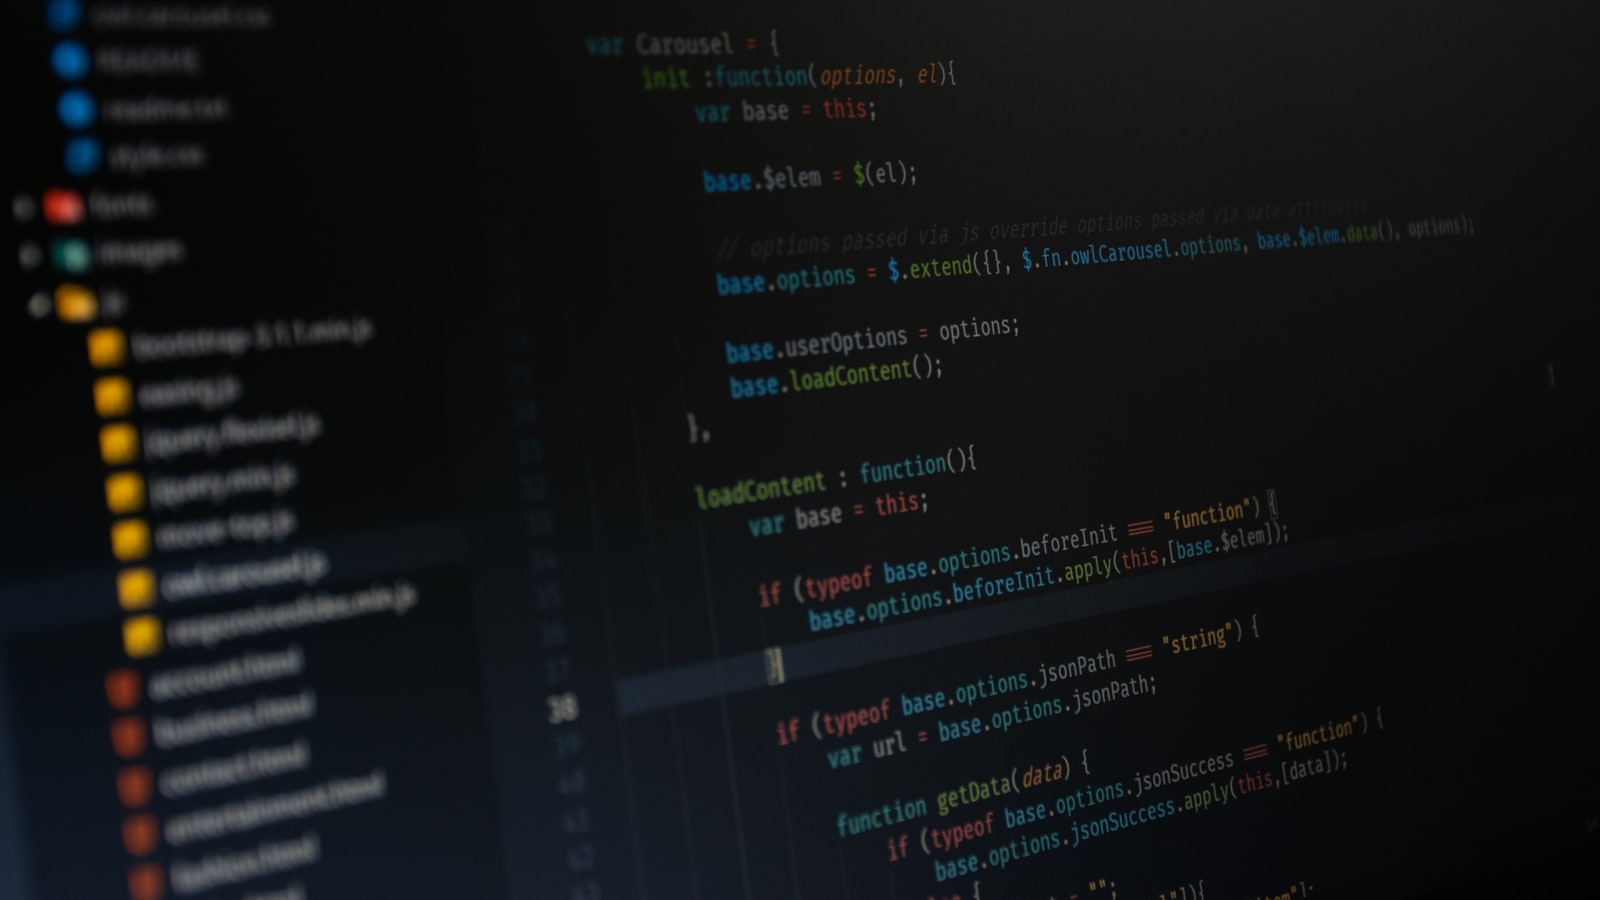 owl.carousel.css
README
readme.txt
style.css
fonts
images
js
bootstrap-3.1.1.min.js
easing.js
jquery.flexisel.js
jquery.min.js
move-top.js
owl.carousel.js
responsiveslides.min.js
account.html
business.html
contact.html
entertainment.html
fashion.html
var Carousel = {
init :function(options, el){
var base = this;
base.$elem = $(el);
// options passed via js override options passed via data attributes
base.options = $.extend({}, $.fn.owlCarousel.options, base.$elem.data(), options);
base.userOptions = options;
base.loadContent();
},
loadContent : function(){
var base = this;
if (typeof base.options.beforeInit === "function") {
base.options.beforeInit.apply(this,[base.$elem]);
}
38
if (typeof base.options.jsonPath === "string") {
var url = base.options.jsonPath;
function getData(data) {
if (typeof base.options.jsonSuccess === "function") {
base.options.jsonSuccess.apply(this,[data]);